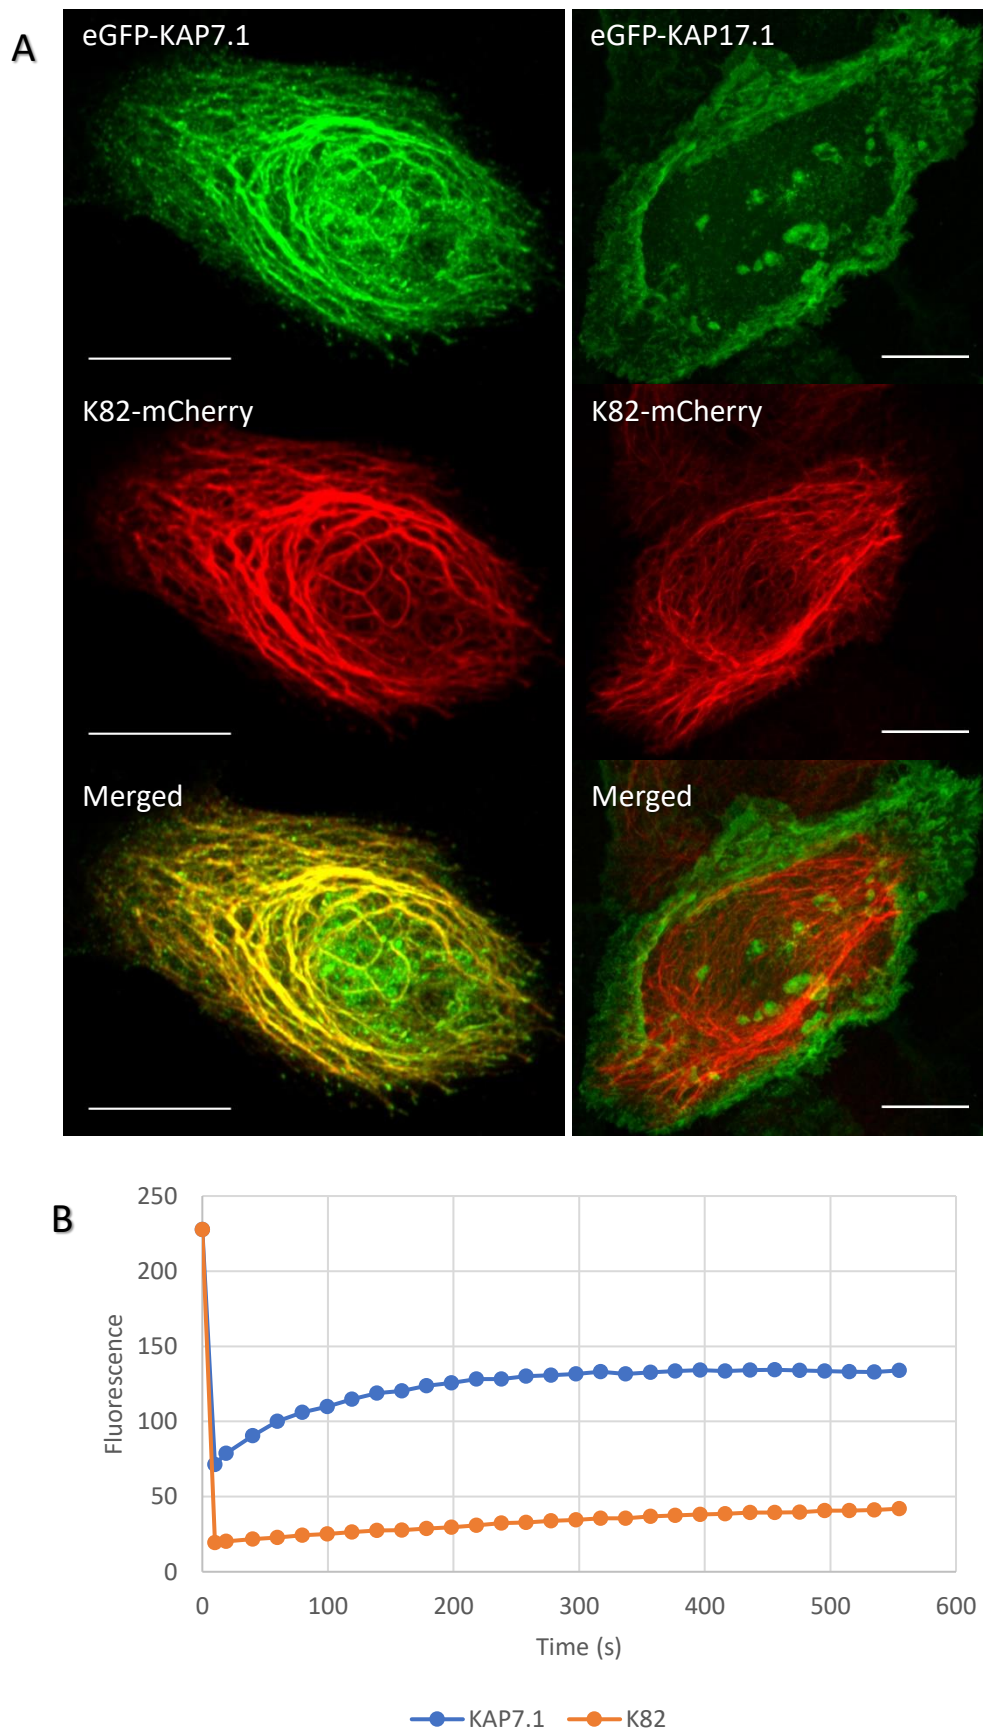 A
eGFP-KAP7.1
eGFP-KAP17.1
K82-mCherry
K82-mCherry
Merged
Merged
B
250
200
150
100
50
0
Fluorescence
0 100 200 300 400 500 600
Time (s)
KAP7.1 K82